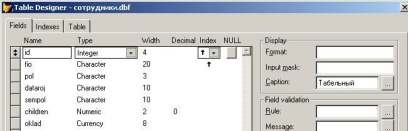 Table Designer - сотрудники.dbf
Fields Indexes Table
Name Type Width Decimal Index NULL
id Integer 4
fio Character 20
pol Character 3
dataroj Character 10
sempol Character 10
children Numeric 2 0
oklad Currency 8
Display
Format:
Input mask:
Caption: Табельный ...
Field validation
Rule: ...
Message: